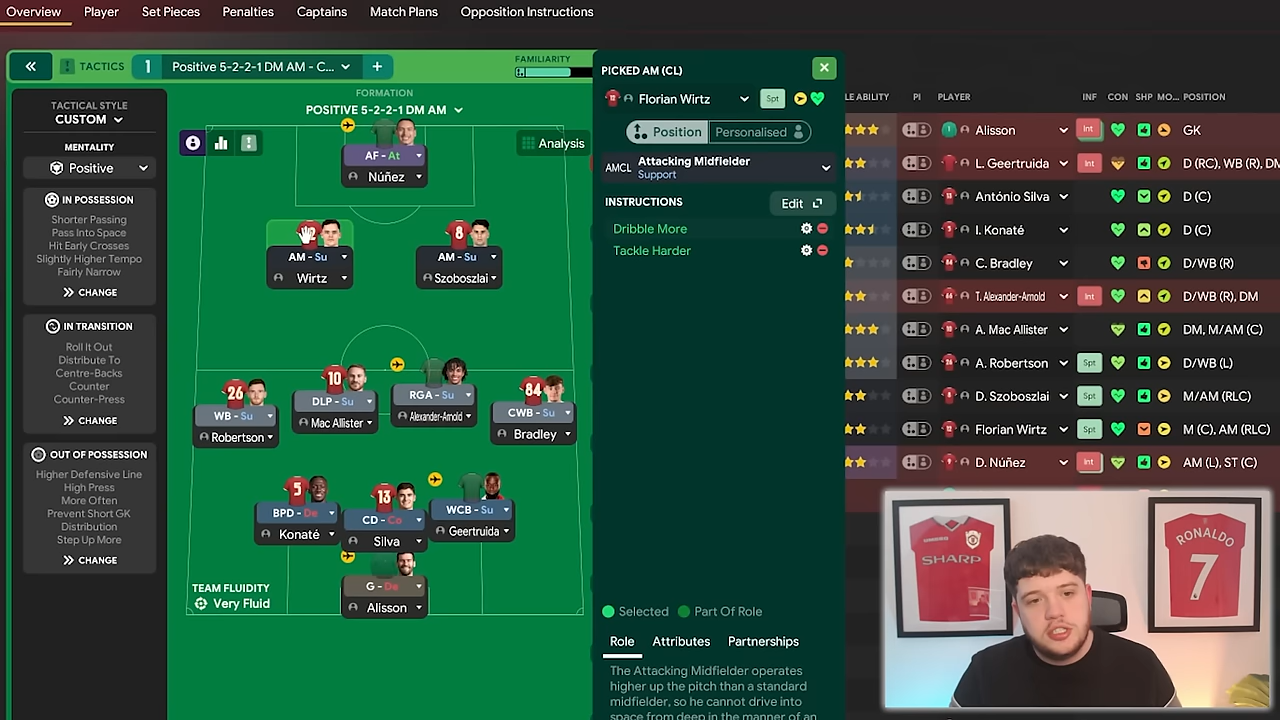 Overview Player Set Pieces Penalties Captains Match Plans Opposition Instructions
TACTICS 1 Positive 5-2-2-1 DM AM - C... +
FAMILIARITY
FORMATION
POSITIVE 5-2-2-1 DM AM
Analysis
TACTICAL STYLE
CUSTOM
MENTALITY
Positive
IN POSSESSION
Shorter Passing
Pass Into Space
Hit Early Crosses
Slightly Higher Tempo
Fairly Narrow
CHANGE
IN TRANSITION
Roll It Out
Distribute To
Centre-Backs
Counter
Counter-Press
CHANGE
OUT OF POSSESSION
Higher Defensive Line
High Press
More Often
Prevent Short GK
Distribution
Step Up More
CHANGE
AF - At
Núñez
AM - Su
Wirtz
8
AM - Su
Szoboszlai
26
WB - Su
Robertson
10
DLP - Su
Mac Allister
RGA - Su
Alexander-Arnold
84
CWB - Su
Bradley
5
BPD - De
Konaté
13
CD - Co
Silva
WCB - Su
Geertruida
G - De
Alisson
TEAM FLUIDITY
Very Fluid
PICKED AM (CL)
Florian Wirtz Spt
Position Personalised
AMCL Attacking Midfielder
Support
INSTRUCTIONS Edit
Dribble More
Tackle Harder
Selected Part Of Role
Role Attributes Partnerships
The Attacking Midfielder operates
higher up the pitch than a standard
midfielder, so he cannot drive into
space from deep in the manner of an
LE ABILITY PI PLAYER INF CON SHP MO... POSITION
Alisson Int GK
L. Geertruida Int D (RC), WB (R), DM
António Silva D (C)
I. Konaté D (C)
C. Bradley D/WB (R)
T. Alexander-Arnold Int D/WB (R), DM
A. Mac Allister DM, M/AM (C)
A. Robertson Spt D/WB (L)
D. Szoboszlai Spt M/AM (RLC)
Florian Wirtz Spt M (C), AM (RLC)
D. Núñez Int AM (L), ST (C)
SHARP
RONALDO
7